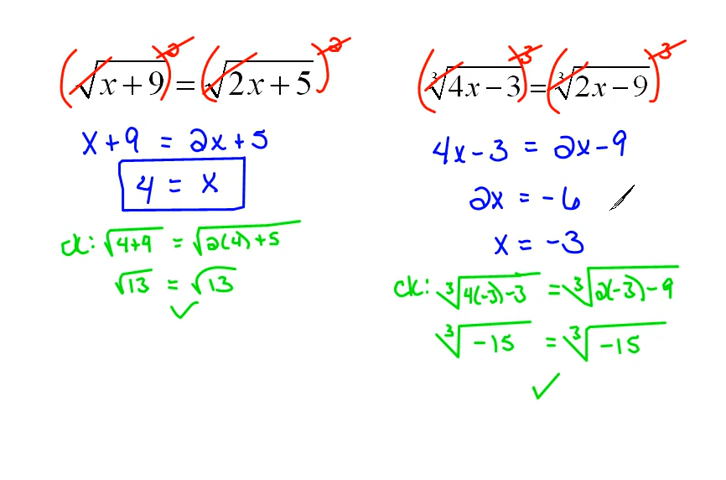 (√x + 9)² = (√2x + 5)²
x + 9 = 2x + 5
4 = x
ck: √4+9 = √2(4)+5
√13 = √13
✓
(∛4x − 3)³ = (∛2x − 9)³
4x − 3 = 2x − 9
2x = −6
x = −3
ck: ∛4(−3)−3 = ∛2(−3)−9
∛−15 = ∛−15
✓